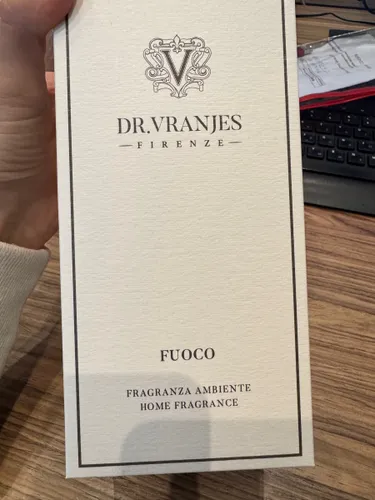 V
DR.VRANJES
FIRENZE
FUOCO
FRAGRANZA AMBIENTE
HOME FRAGRANCE